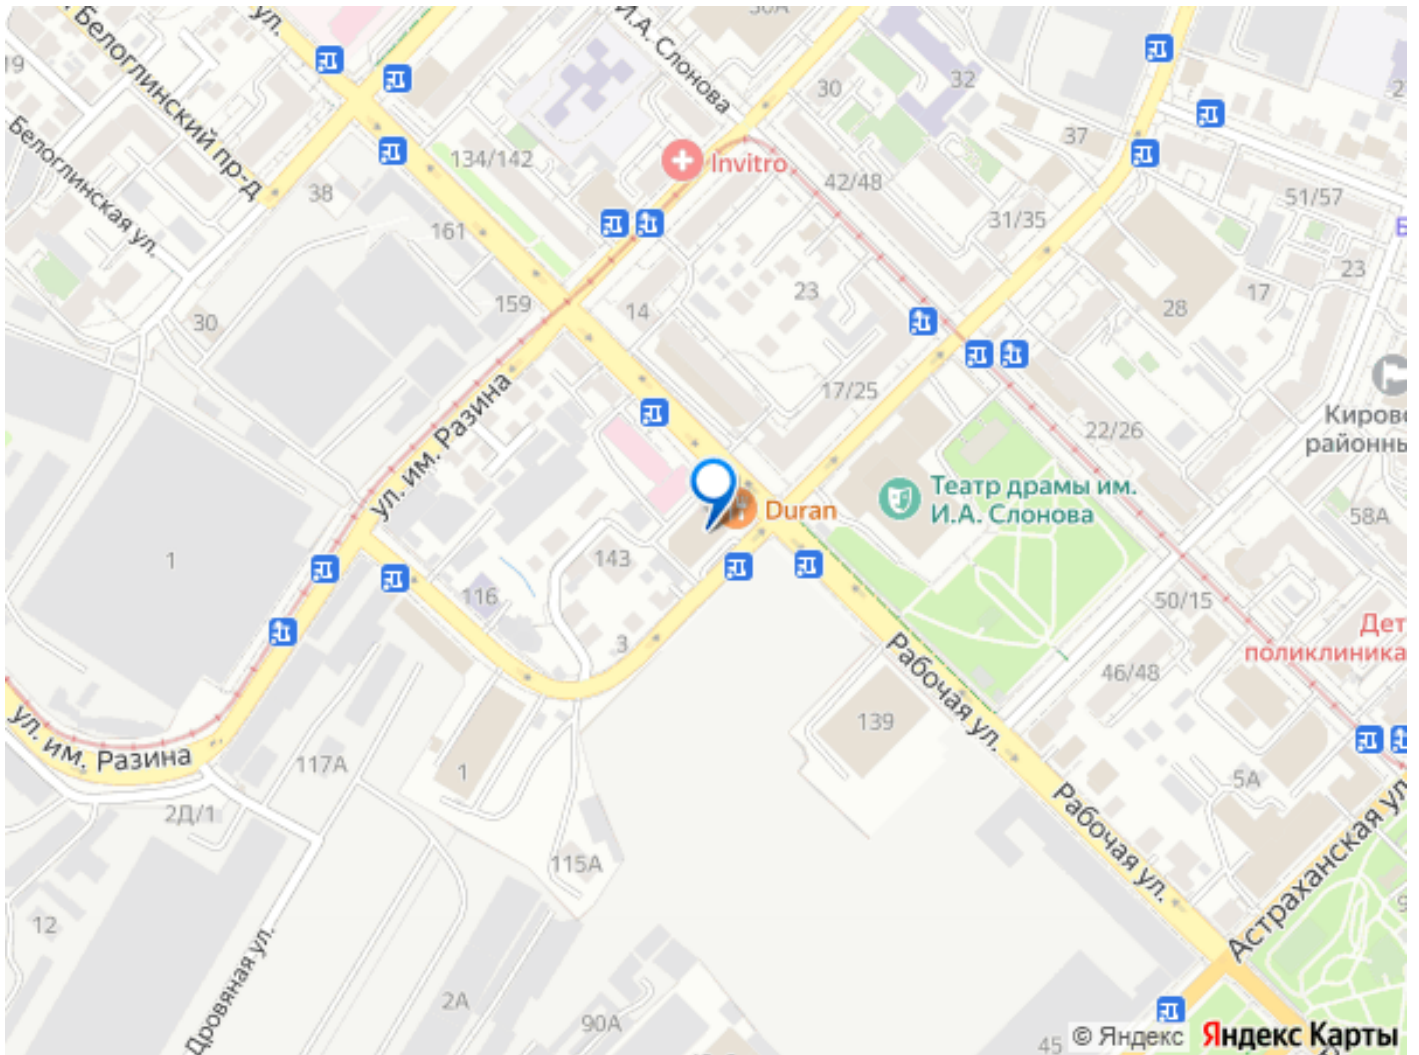 ул.
И.А. Слонова
30А
Белоглинский пр-д
19
30
32
Белоглинская ул.
134/142
Invitro
37
42/48
38
51/57
161
31/35
Б
23
17
23
159
14
28
30
17/25
Кировс
районны
22/26
ул. им. Разина
Театр драмы им.
И.А. Слонова
Duran
58А
1
143
116
50/15
3
Дет
поликлиника
46/48
Рабочая ул.
139
ул. им. Разина
117А
1
5А
2Д/1
Рабочая ул.
115А
Астраханская ул
12
9
Дровяная ул.
2А
90А
45
© Яндекс
Яндекс Карты